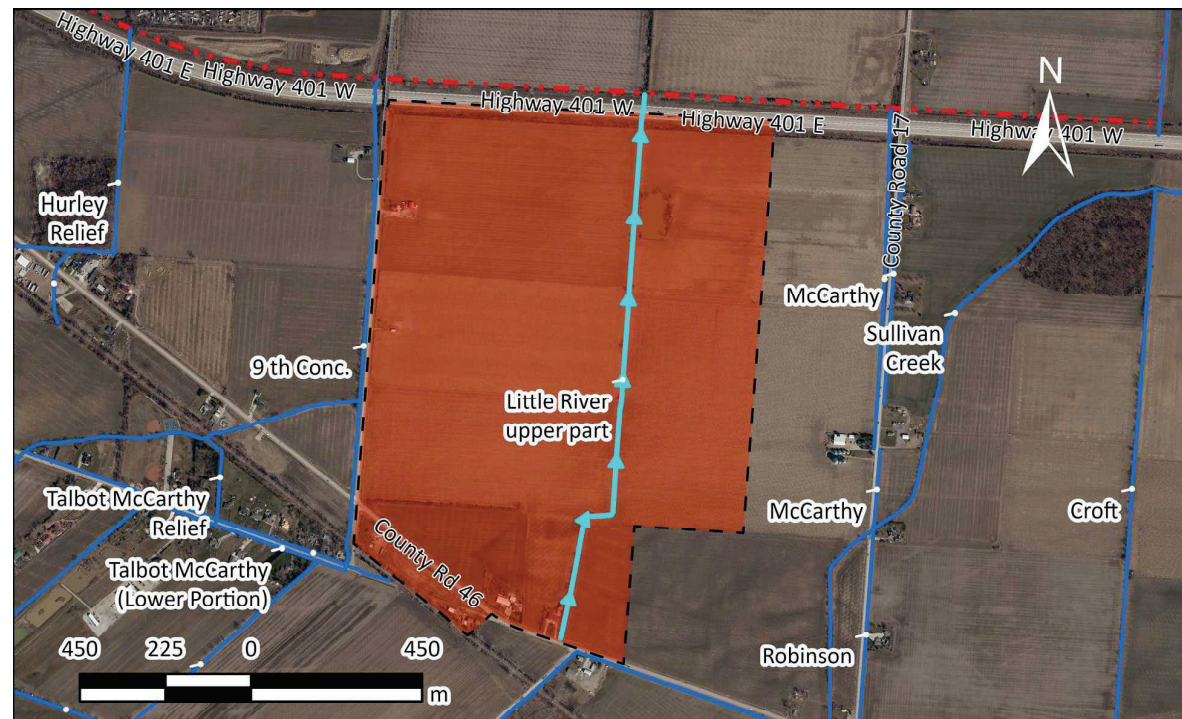 Highway 401 E
Highway 401 W
Highway 401 W
Highway 401 E
Highway 401 W
N
County Road 17
Hurley
Relief
McCarthy
Sullivan
Creek
9 th Conc.
Little River
upper part
Talbot McCarthy
Relief
McCarthy
Croft
County Rd 46
Talbot McCarthy
(Lower Portion)
Robinson
450 225 0 450
m